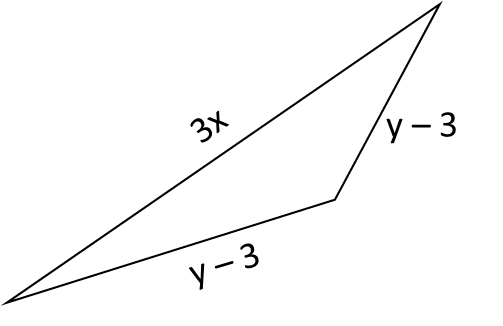 3x
y – 3
y – 3